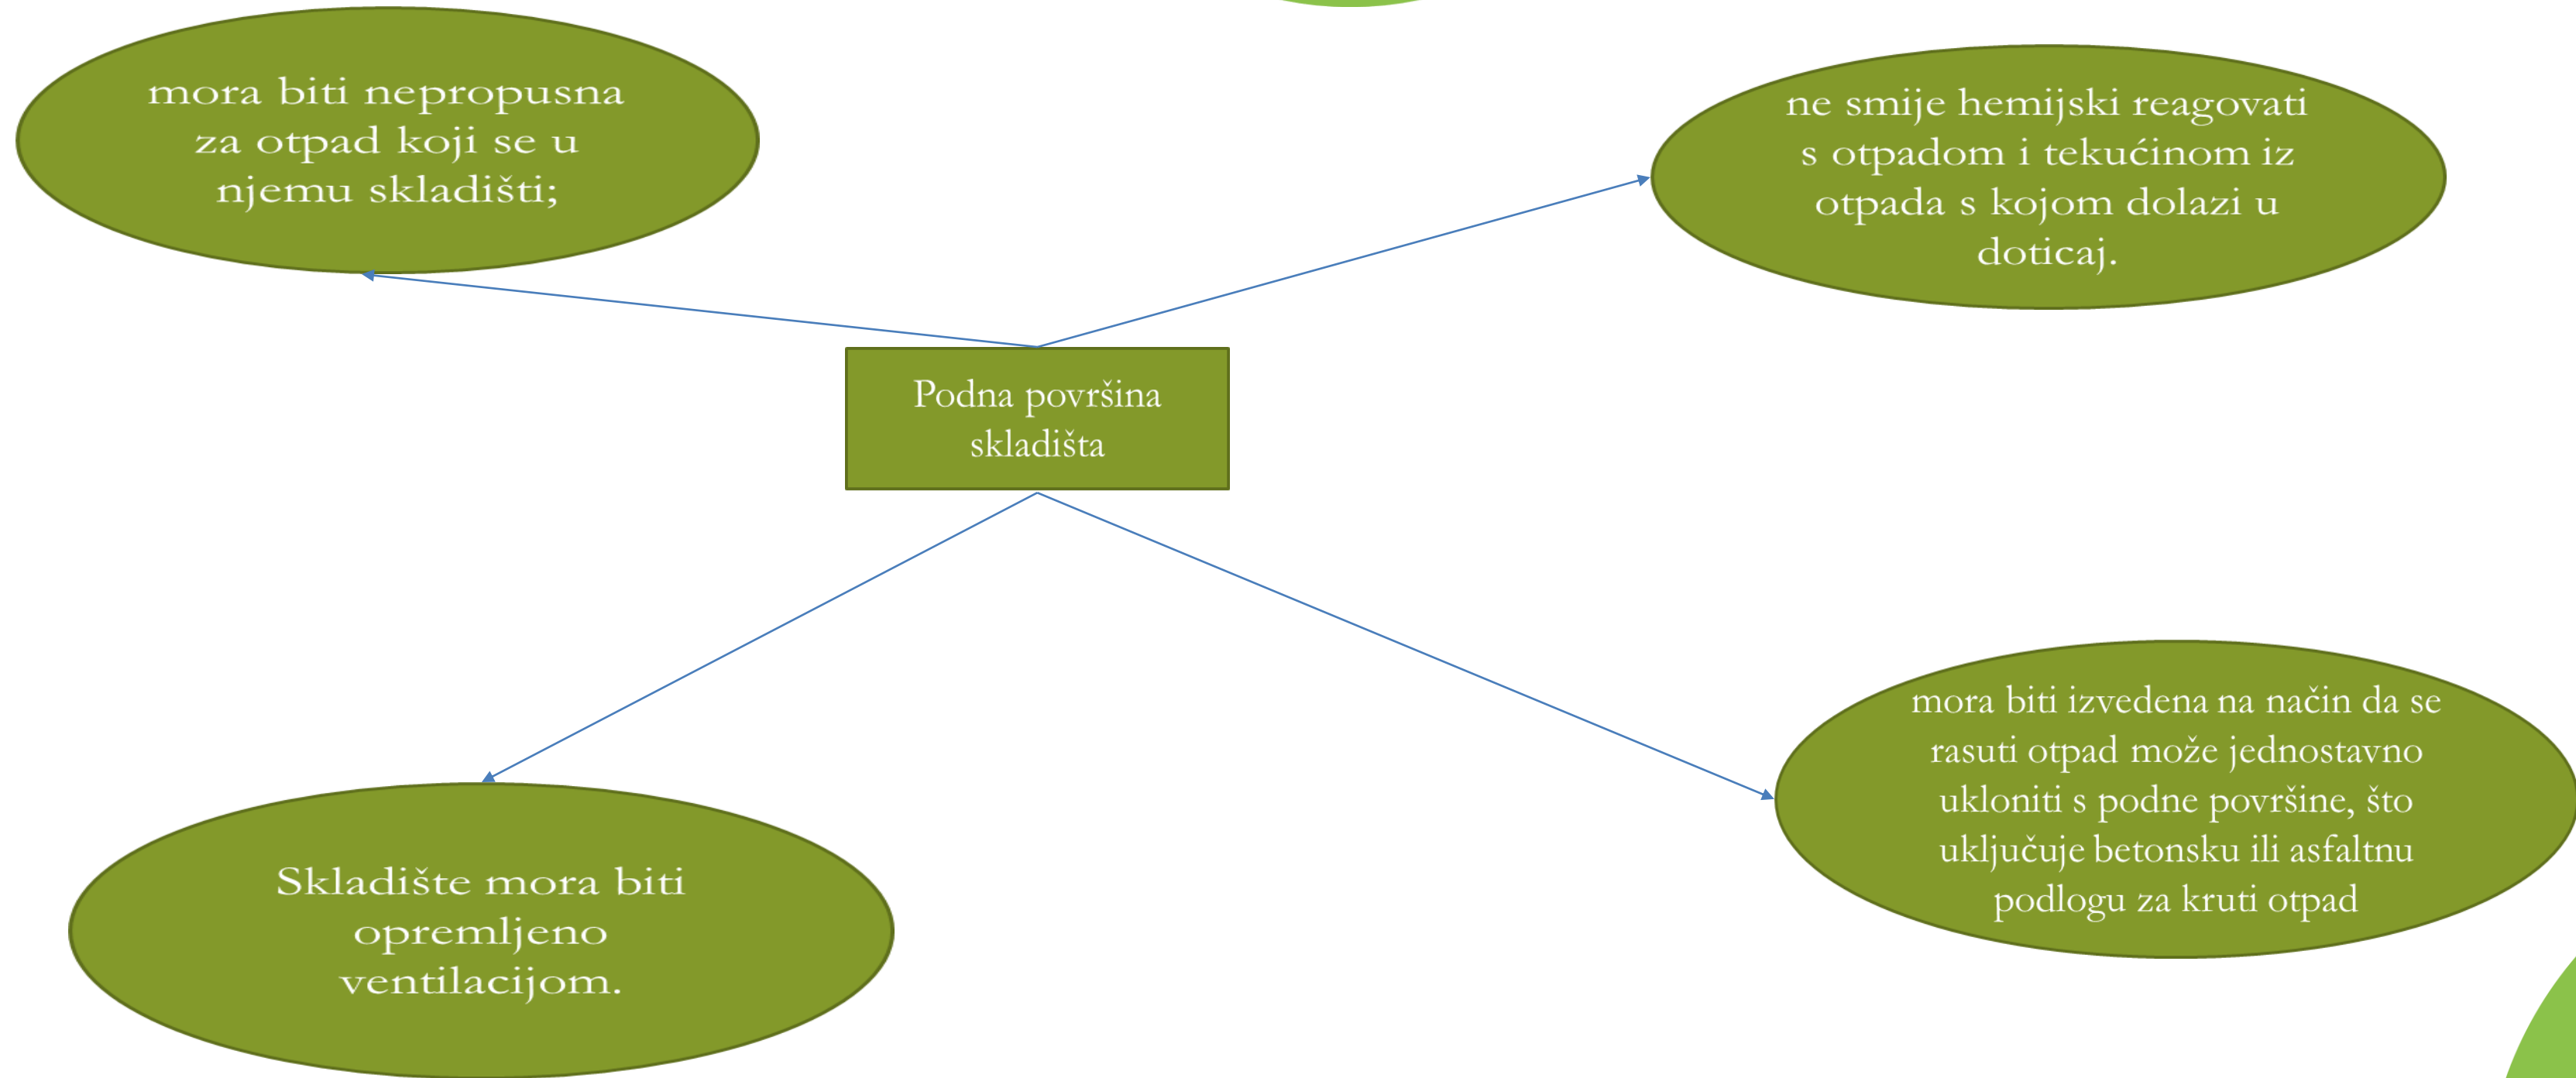 mora biti nepropusna
za otpad koji se u
njemu skladišti;
ne smije hemijski reagovati
s otpadom i tekućinom iz
otpada s kojom dolazi u
doticaj.
Podna površina
skladišta
Skladište mora biti
opremljeno
ventilacijom.
mora biti izvedena na način da se
rasuti otpad može jednostavno
ukloniti s podne površine, što
uključuje betonsku ili asfaltnu
podlogu za kruti otpad